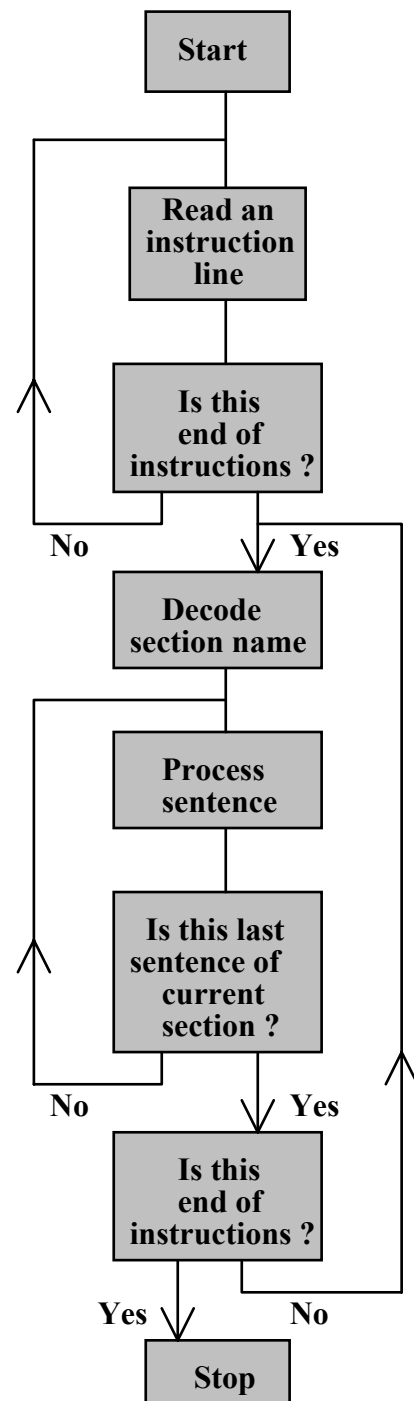 Start
Read an
instruction
line
Is this
end of
instructions ?
No
Yes
Decode
section name
Process
sentence
Is this last
sentence of
current
section ?
No
Yes
Is this
end of
instructions ?
Yes
No
Stop